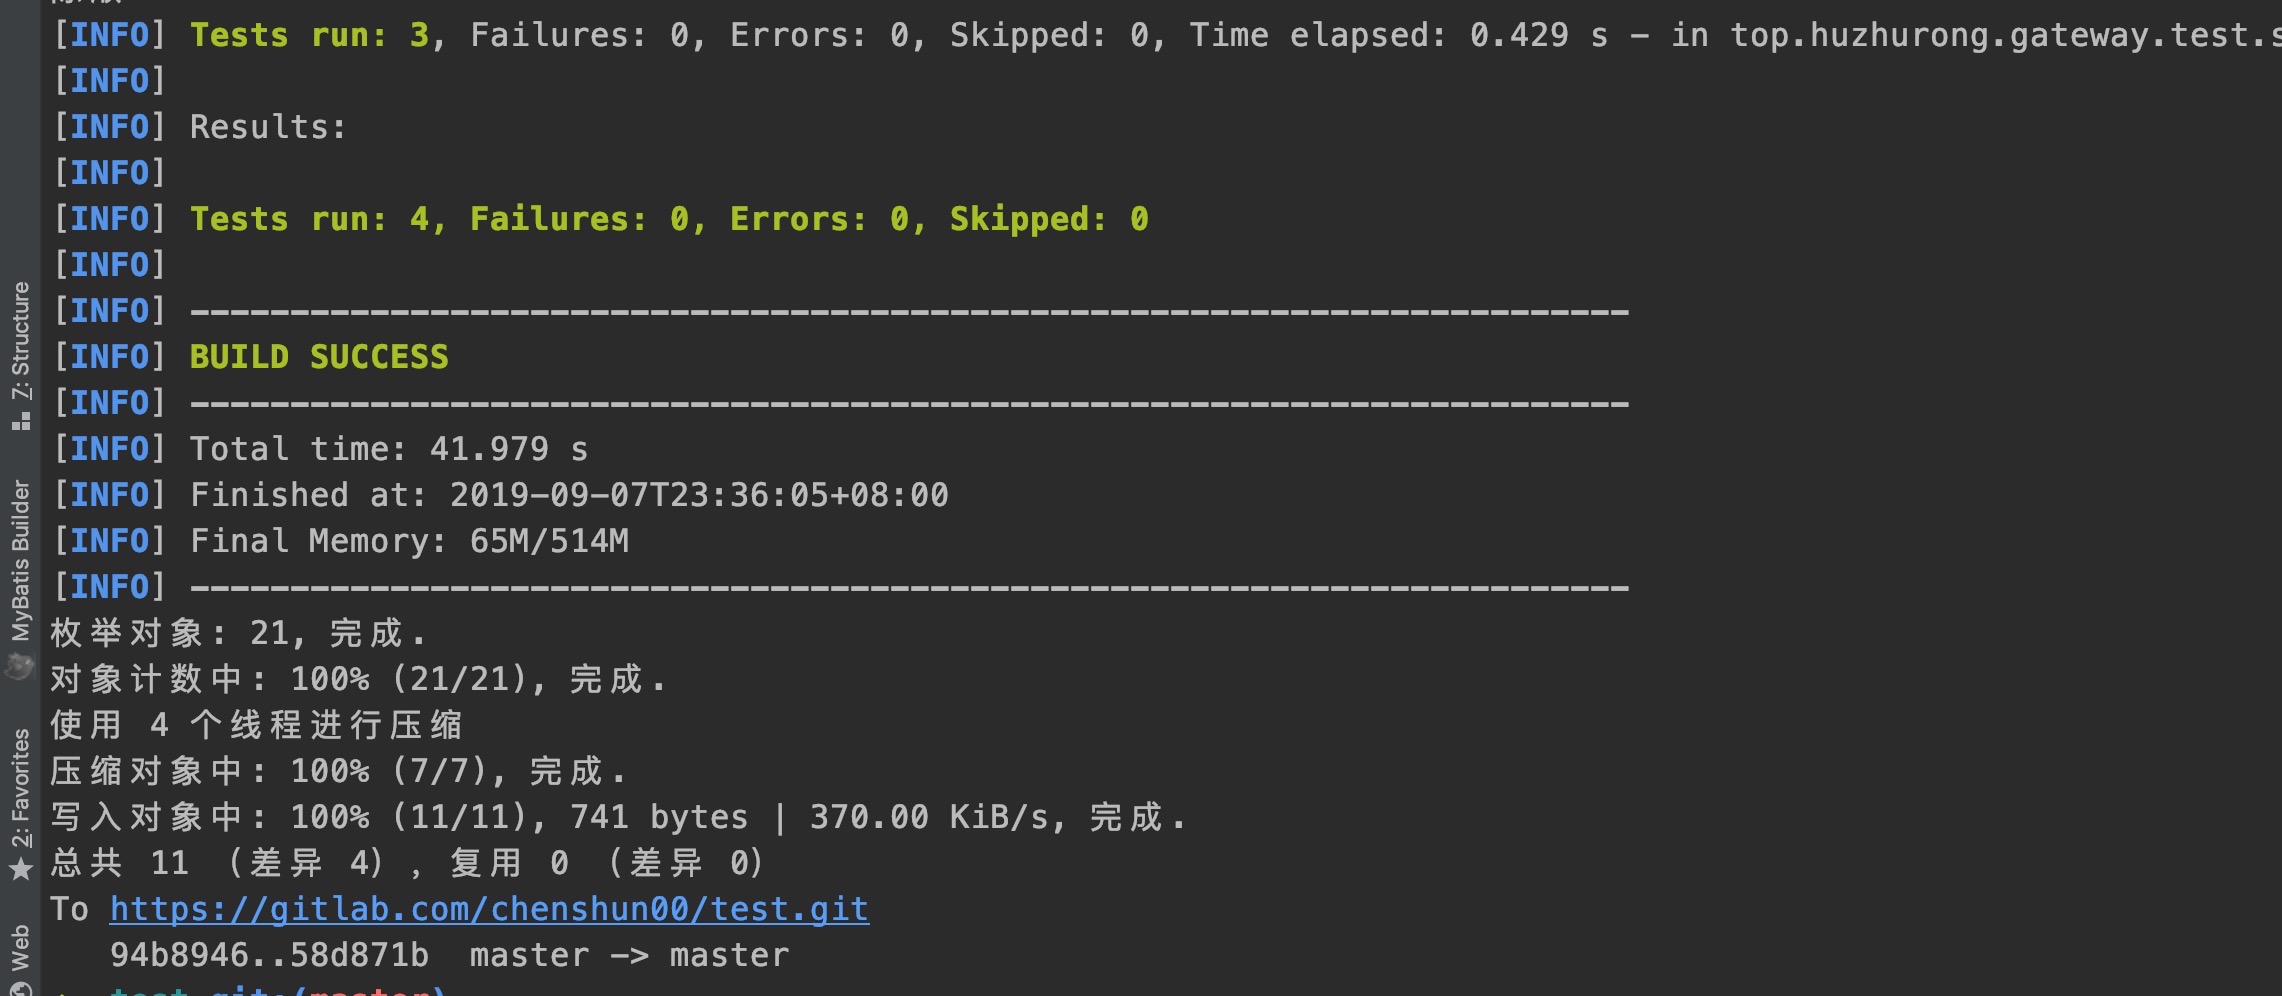 [INFO] Tests run: 3, Failures: 0, Errors: 0, Skipped: 0, Time elapsed: 0.429 s - in top.huzhurong.gateway.test.s
[INFO]
[INFO] Results:
[INFO]
[INFO] Tests run: 4, Failures: 0, Errors: 0, Skipped: 0
[INFO]
[INFO] ------------------------------------------------------------------------
[INFO] BUILD SUCCESS
[INFO] ------------------------------------------------------------------------
[INFO] Total time: 41.979 s
[INFO] Finished at: 2019-09-07T23:36:05+08:00
[INFO] Final Memory: 65M/514M
[INFO] ------------------------------------------------------------------------
枚举对象: 21, 完成.
对象计数中: 100% (21/21), 完成.
使用 4 个线程进行压缩
压缩对象中: 100% (7/7), 完成.
写入对象中: 100% (11/11), 741 bytes | 370.00 KiB/s, 完成.
总共 11 （差异 4），复用 0 （差异 0）
To https://gitlab.com/chenshun00/test.git
94b8946..58d871b  master -> master
test git:(master)
7: Structure
MyBatis Builder
2: Favorites
Web